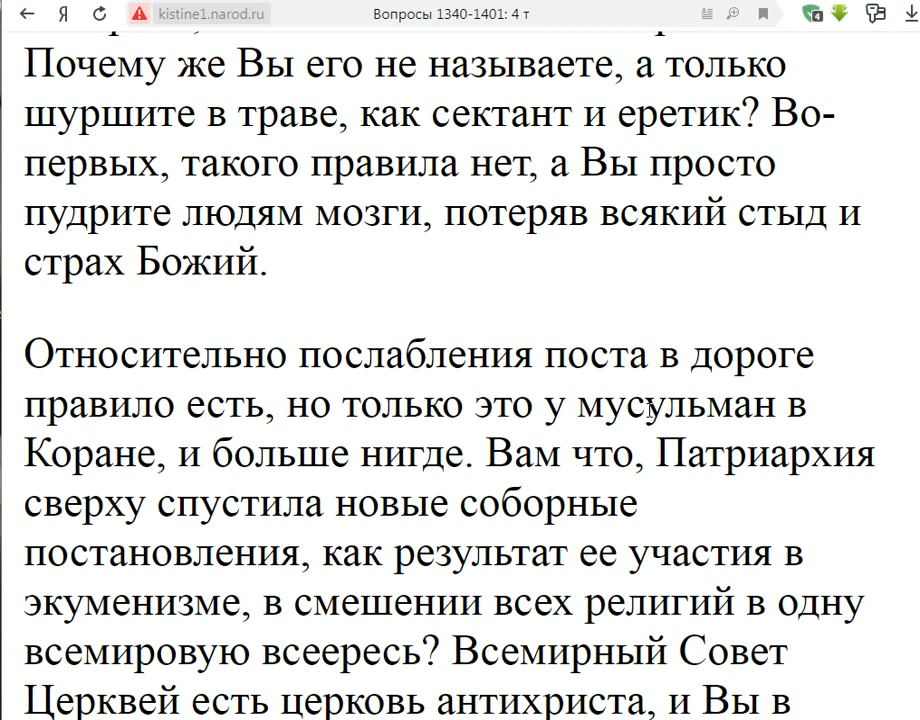 kistine1.narod.ru
Вопросы 1340-1401: 4 т
Почему же Вы его не называете, а только
шуршите в траве, как сектант и еретик? Во-
первых, такого правила нет, а Вы просто
пудрите людям мозги, потеряв всякий стыд и
страх Божий.
Относительно послабления поста в дороге
правило есть, но только это у мусульман в
Коране, и больше нигде. Вам что, Патриархия
сверху спустила новые соборные
постановления, как результат ее участия в
экуменизме, в смешении всех религий в одну
всемировую всеересь? Всемирный Совет
Церквей есть церковь антихриста, и Вы в